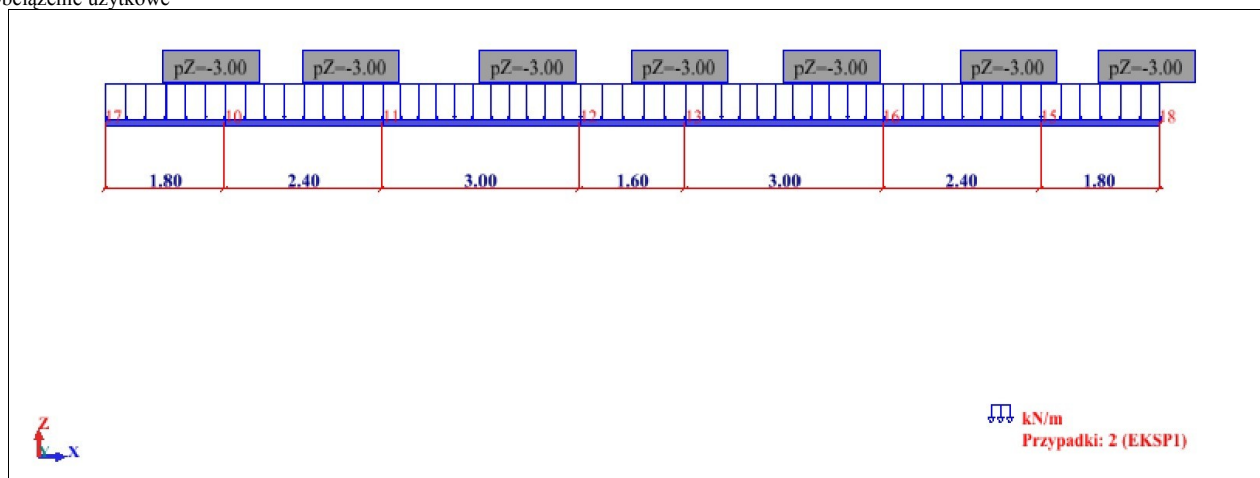 obciążenie użytkowe
pZ=-3.00 pZ=-3.00 pZ=-3.00 pZ=-3.00 pZ=-3.00 pZ=-3.00 pZ=-3.00
17 10 11 12 13 16 15 18
1.80 2.40 3.00 1.60 3.00 2.40 1.80
kN/m
Przypadki: 2 (EKSP1)
Z
Y X